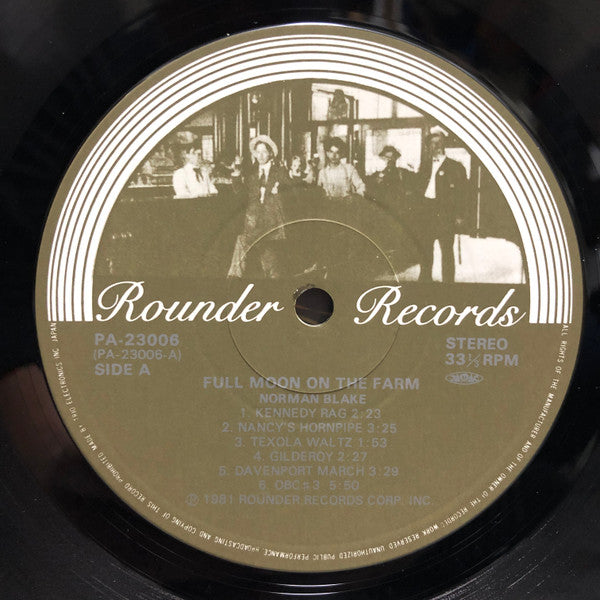 Rounder Records
PA-23006
(PA-23006-A)
SIDE A
STEREO
33⅓RPM
FULL MOON ON THE FARM
NORMAN BLAKE
1. KENNEDY RAG 2:23
2. NANCY'S HORNPIPE 3:25
3. TEXOLA WALTZ 1:53
4. GILDEROY 2:27
5. DAVENPORT MARCH 3:29
6. OBC#3 5:50
Ⓟ 1981 ROUNDER RECORDS CORP. INC.
ALL RIGHTS OF THE MANUFACTURER AND OF THE OWNER OF THE RECORDED WORK RESERVED UNAUTHORIZED PUBLIC PERFORMANCE BROADCASTING AND COPYING OF THIS RECORD PROHIBITED MADE BY TRIO ELECTRONICS INC. JAPAN